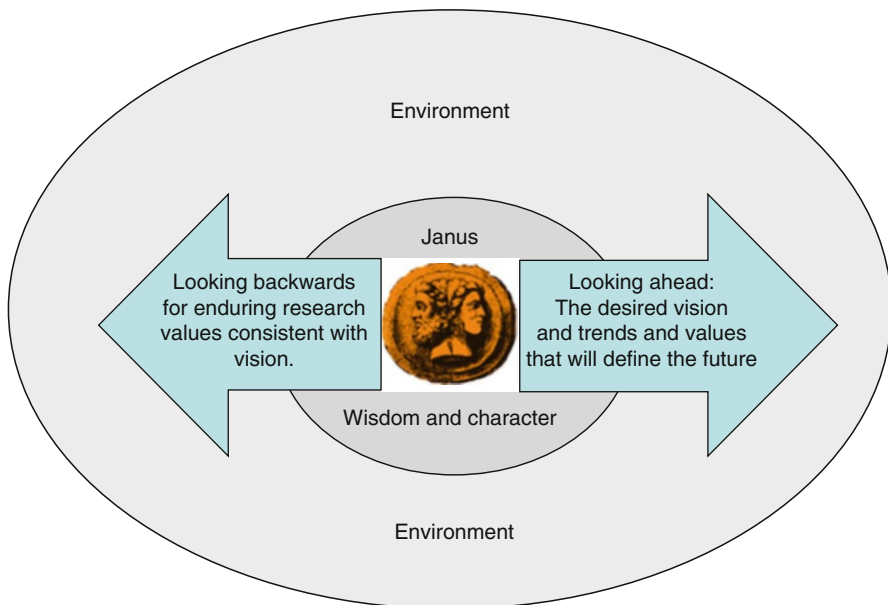 Environment
Janus
Looking backwards
for enduring research
values consistent with
vision.
Looking ahead:
The desired vision
and trends and values
that will define the future
Wisdom and character
Environment